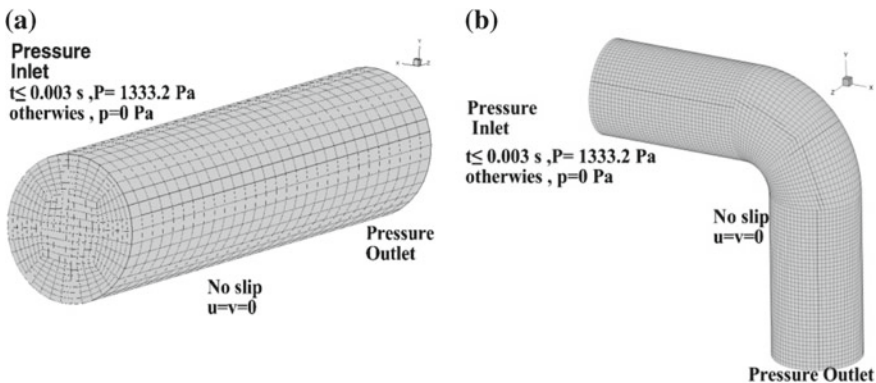 (a)
Pressure
Inlet
t≤ 0.003 s ,P= 1333.2 Pa
otherwies , p=0 Pa
Y
X
Z
Pressure
Outlet
No slip
u=v=0
(b)
Pressure
Inlet
t≤ 0.003 s ,P= 1333.2 Pa
otherwies , p=0 Pa
Y
Z
X
No slip
u=v=0
Pressure Outlet